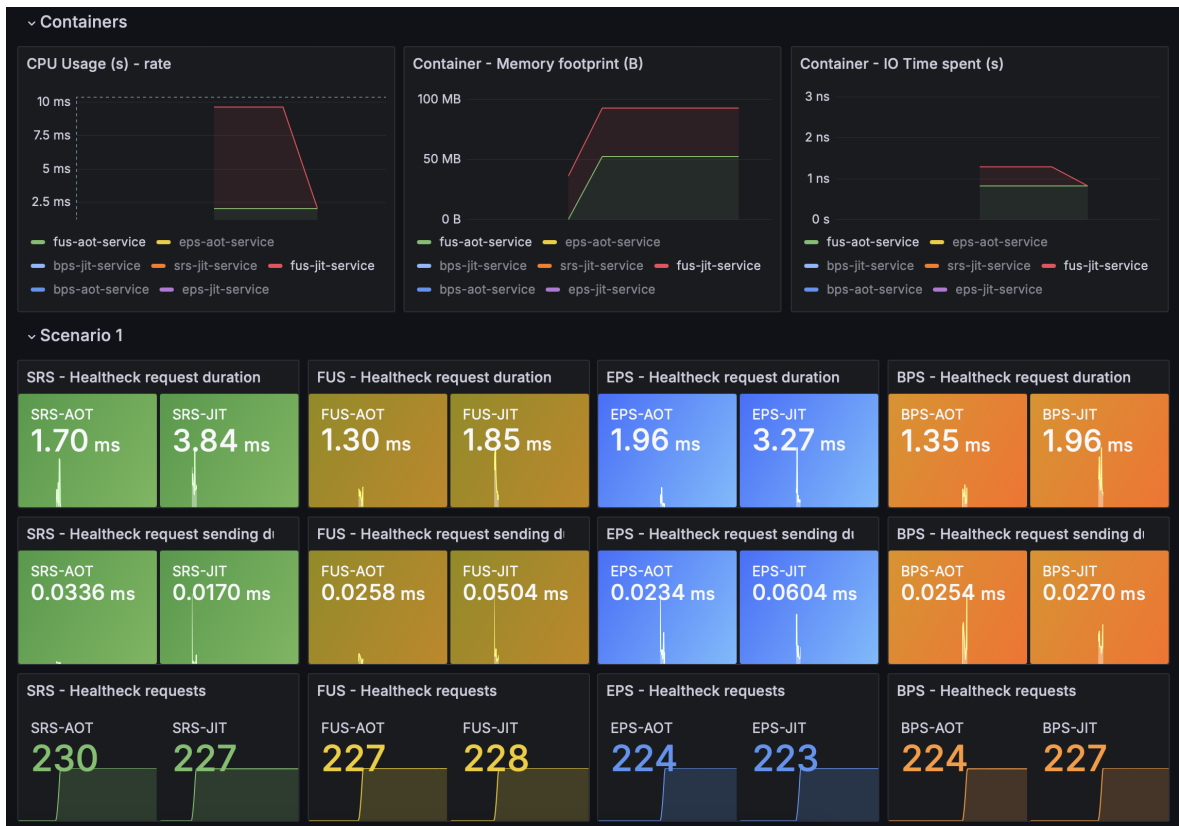 Containers
CPU Usage (s) - rate
10 ms
7.5 ms
5 ms
2.5 ms
fus-aot-service eps-aot-service
bps-jit-service srs-jit-service fus-jit-service
bps-aot-service eps-jit-service
Container - Memory footprint (B)
100 MB
50 MB
0 B
fus-aot-service eps-aot-service
bps-jit-service srs-jit-service fus-jit-service
bps-aot-service eps-jit-service
Container - IO Time spent (s)
3 ns
2 ns
1 ns
0 s
fus-aot-service eps-aot-service
bps-jit-service srs-jit-service fus-jit-service
bps-aot-service eps-jit-service
Scenario 1
SRS - Healtheck request duration
SRS-AOT SRS-JIT
1.70 ms 3.84 ms
FUS - Healtheck request duration
FUS-AOT FUS-JIT
1.30 ms 1.85 ms
EPS - Healtheck request duration
EPS-AOT EPS-JIT
1.96 ms 3.27 ms
BPS - Healtheck request duration
BPS-AOT BPS-JIT
1.35 ms 1.96 ms
SRS - Healtheck request sending d
SRS-AOT SRS-JIT
0.0336 ms 0.0170 ms
FUS - Healtheck request sending d
FUS-AOT FUS-JIT
0.0258 ms 0.0504 ms
EPS - Healtheck request sending d
EPS-AOT EPS-JIT
0.0234 ms 0.0604 ms
BPS - Healtheck request sending d
BPS-AOT BPS-JIT
0.0254 ms 0.0270 ms
SRS - Healtheck requests
SRS-AOT SRS-JIT
230 227
FUS - Healtheck requests
FUS-AOT FUS-JIT
227 228
EPS - Healtheck requests
EPS-AOT EPS-JIT
224 223
BPS - Healtheck requests
BPS-AOT BPS-JIT
224 227